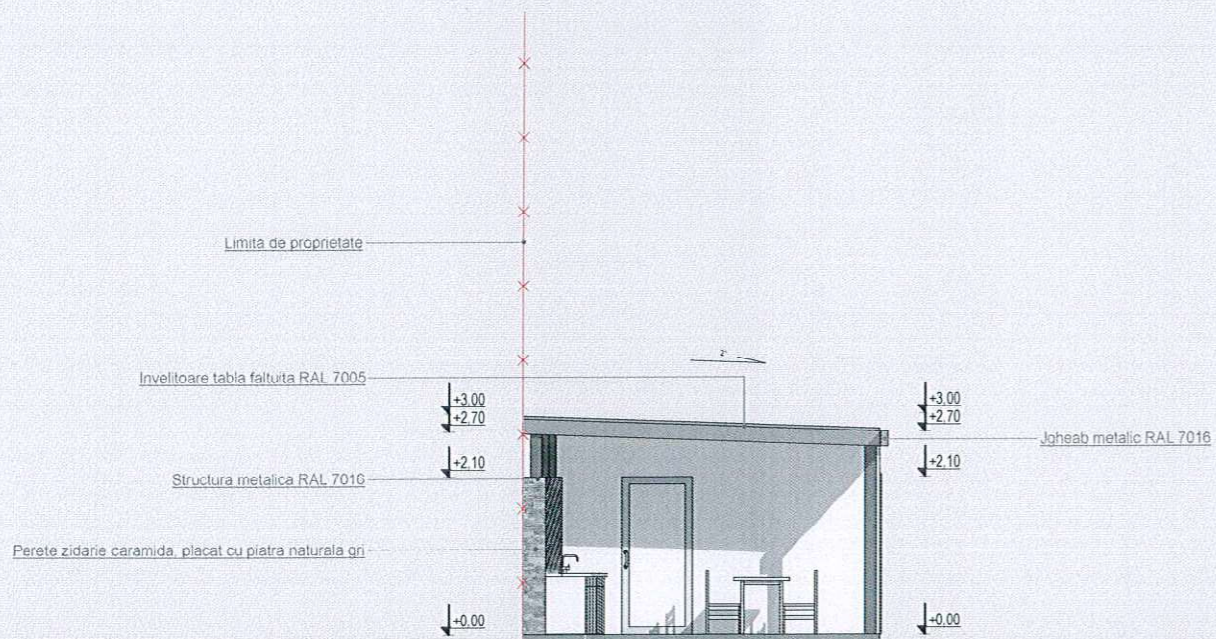 Limita de proprietate
2°
Invelitoare tabla faltuita RAL 7005
+3,00
+2,70
+3,00
+2,70
Jgheab metalic RAL 7016
+2,10
+2,10
Structura metalica RAL 7016
Perete zidarie caramida, placat cu piatra naturala gri
+0.00
+0,00